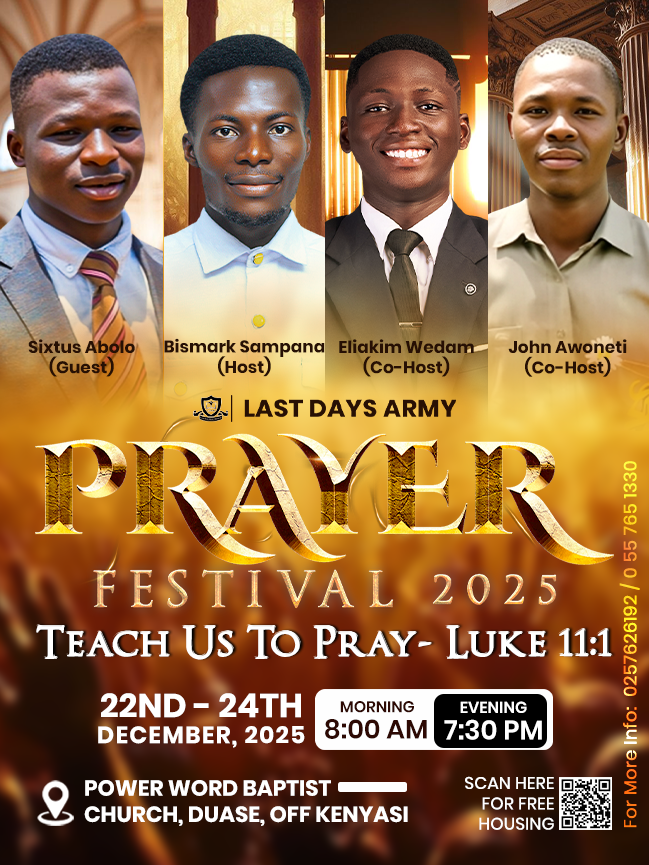 Sixtus Abolo
(Guest)
Bismark Sampana
(Host)
Eliakim Wedam
(Co-Host)
John Awoneti
(Co-Host)
LAST DAYS ARMY
PRAYER
FESTIVAL 2025
TEACH US TO PRAY- LUKE 11:1
22ND - 24TH
DECEMBER, 2025
MORNING
8:00 AM
EVENING
7:30 PM
POWER WORD BAPTIST
CHURCH, DUASE, OFF KENYASI
SCAN HERE
FOR FREE
HOUSING
For More Info: 0257626192 / 0 55 765 1330